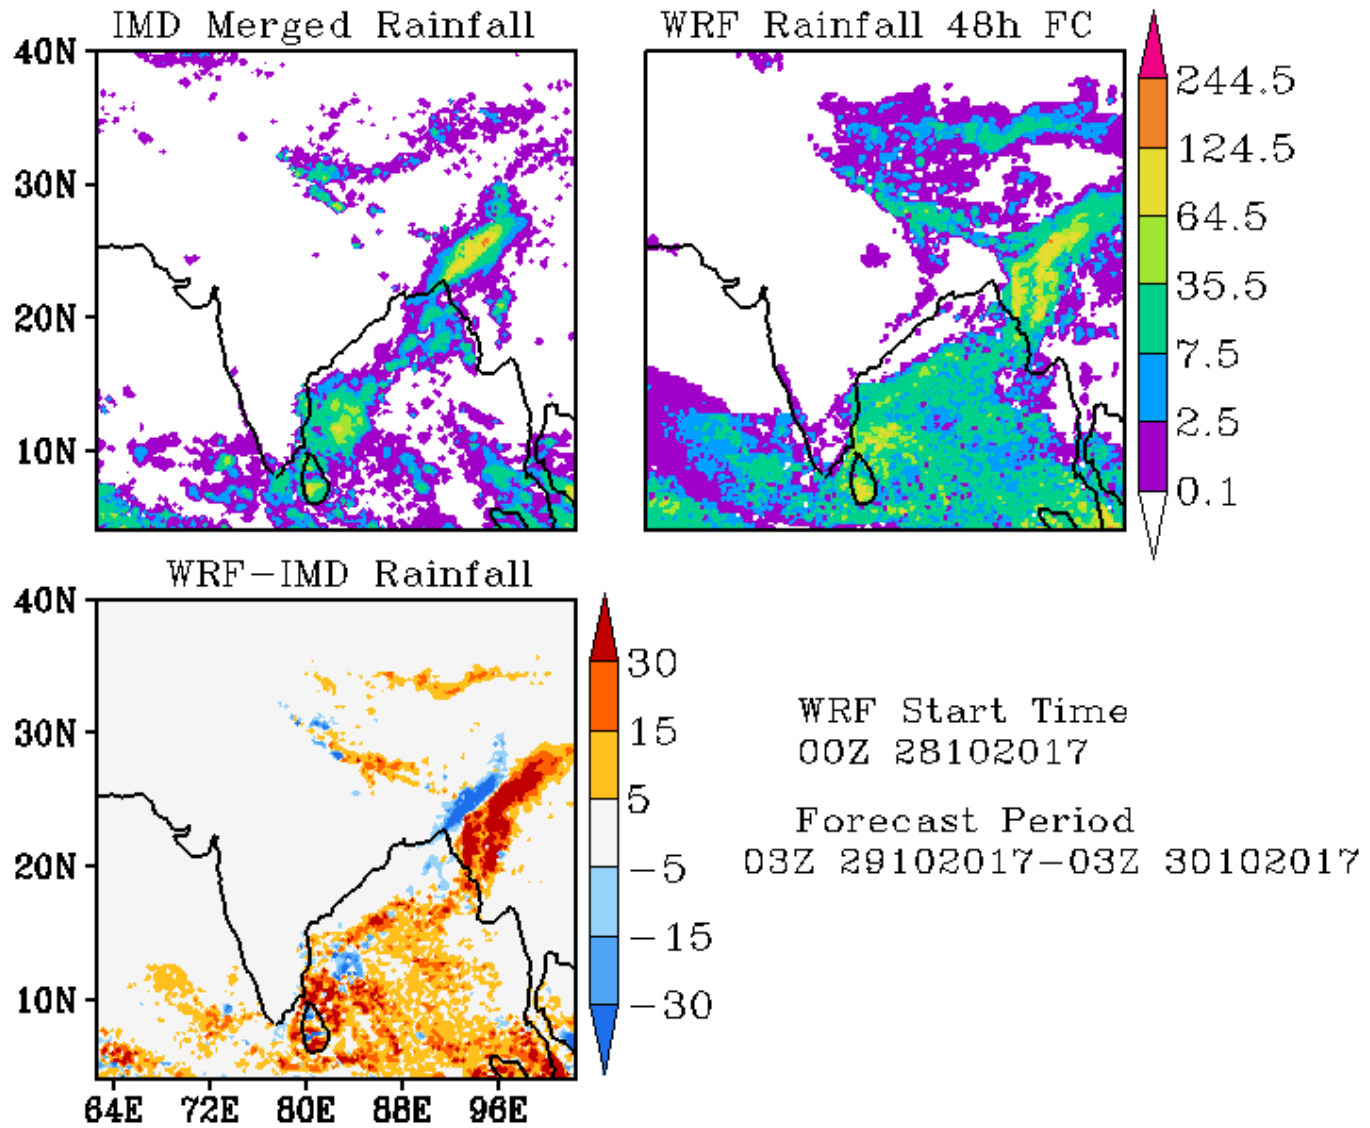 IMD Merged Rainfall
WRF Rainfall 48h FC
40N
30N
20N
10N
244.5
124.5
64.5
35.5
7.5
2.5
0.1
WRF-IMD Rainfall
40N
30N
20N
10N
64E 72E 80E 88E 96E
30
15
5
-5
-15
-30
WRF Start Time
00Z 28102017
Forecast Period
03Z 29102017-03Z 30102017